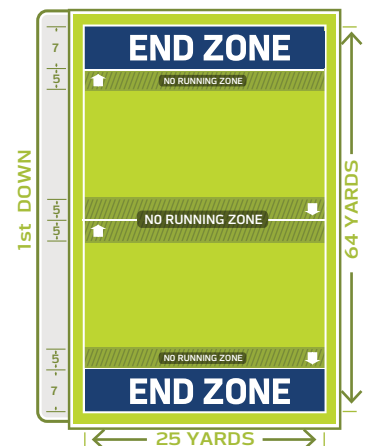 7
END ZONE
5
NO RUNNING ZONE
1st DOWN
5
NO RUNNING ZONE
5
64 YARDS
5
NO RUNNING ZONE
7
END ZONE
25 YARDS